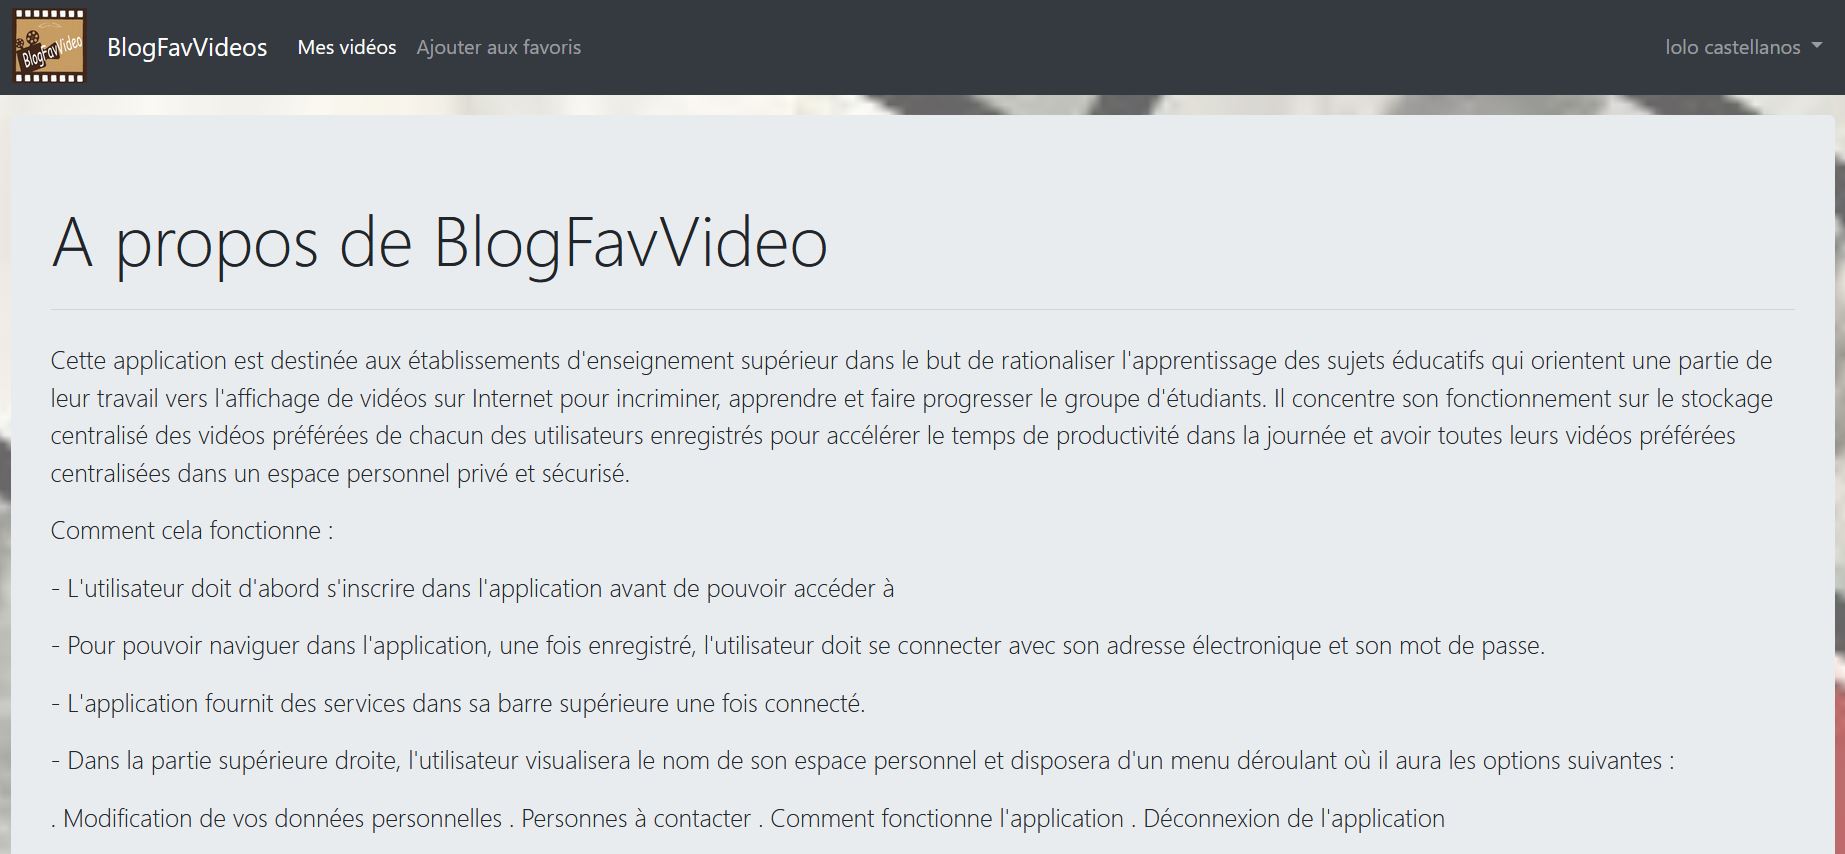 BlogFavVideo
BlogFavVideos Mes vidéos Ajouter aux favoris lolo castellanos
A propos de BlogFavVideo
Cette application est destinée aux établissements d'enseignement supérieur dans le but de rationaliser l'apprentissage des sujets éducatifs qui orientent une partie de
leur travail vers l'affichage de vidéos sur Internet pour incriminer, apprendre et faire progresser le groupe d'étudiants. Il concentre son fonctionnement sur le stockage
centralisé des vidéos préférées de chacun des utilisateurs enregistrés pour accélérer le temps de productivité dans la journée et avoir toutes leurs vidéos préférées
centralisées dans un espace personnel privé et sécurisé.
Comment cela fonctionne :
- L'utilisateur doit d'abord s'inscrire dans l'application avant de pouvoir accéder à
- Pour pouvoir naviguer dans l'application, une fois enregistré, l'utilisateur doit se connecter avec son adresse électronique et son mot de passe.
- L'application fournit des services dans sa barre supérieure une fois connecté.
- Dans la partie supérieure droite, l'utilisateur visualisera le nom de son espace personnel et disposera d'un menu déroulant où il aura les options suivantes :
. Modification de vos données personnelles . Personnes à contacter . Comment fonctionne l'application . Déconnexion de l'application